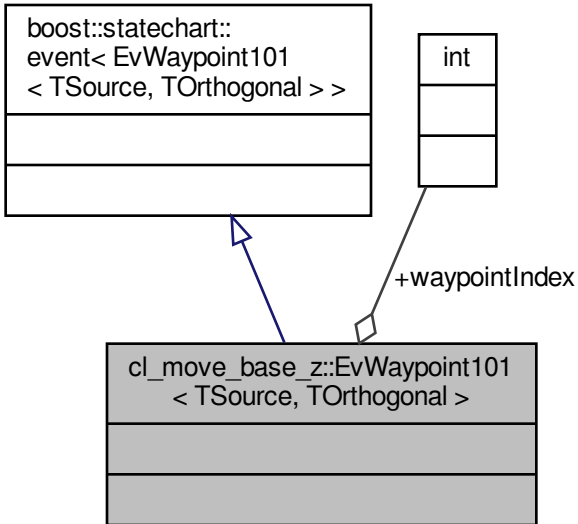 boost::statechart::
event< EvWaypoint101
< TSource, TOrthogonal > >
int
+waypointIndex
cl_move_base_z::EvWaypoint101
< TSource, TOrthogonal >